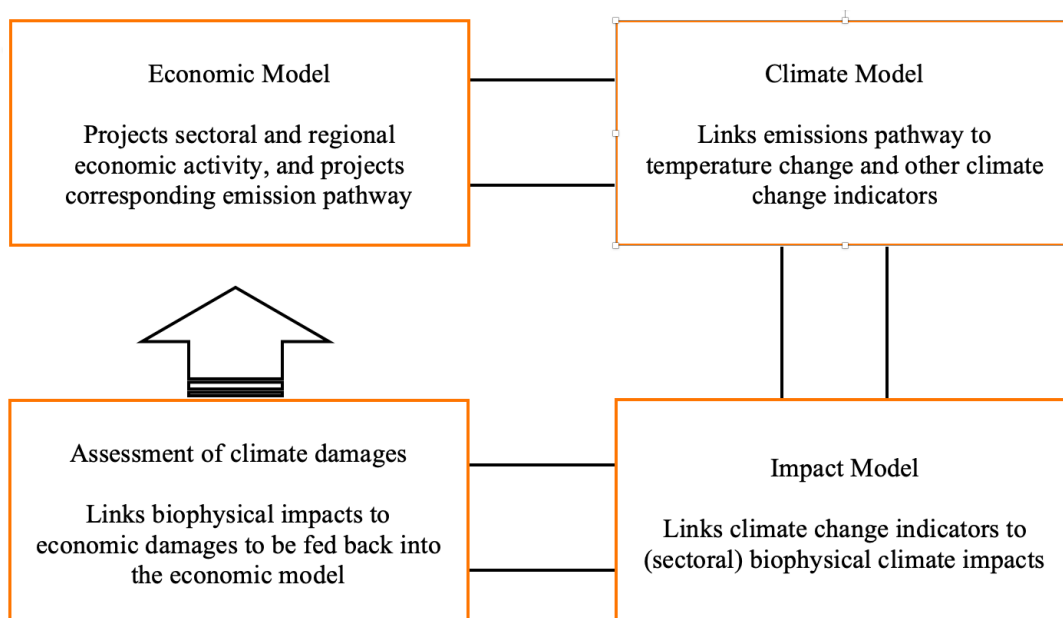 Economic Model
Projects sectoral and regional
economic activity, and projects
corresponding emission pathway
Climate Model
Links emissions pathway to
temperature change and other climate
change indicators
Assessment of climate damages
Links biophysical impacts to
economic damages to be fed back into
the economic model
Impact Model
Links climate change indicators to
(sectoral) biophysical climate impacts